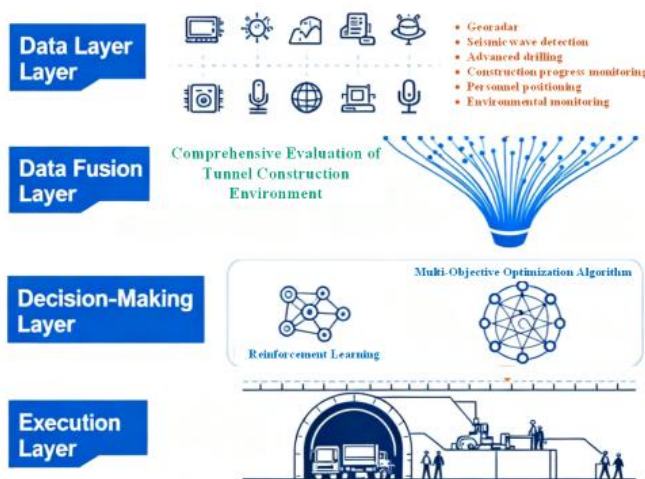 Data Layer
Layer
• Georadar
• Seismic wave detection
• Advanced drilling
• Construction progress monitoring
• Personnel positioning
• Environmental monitoring
Data Fusion
Layer
Comprehensive Evaluation of
Tunnel Construction
Environment
Decision-Making
Layer
Multi-Objective Optimization Algorithm
Reinforcement Learning
Execution
Layer